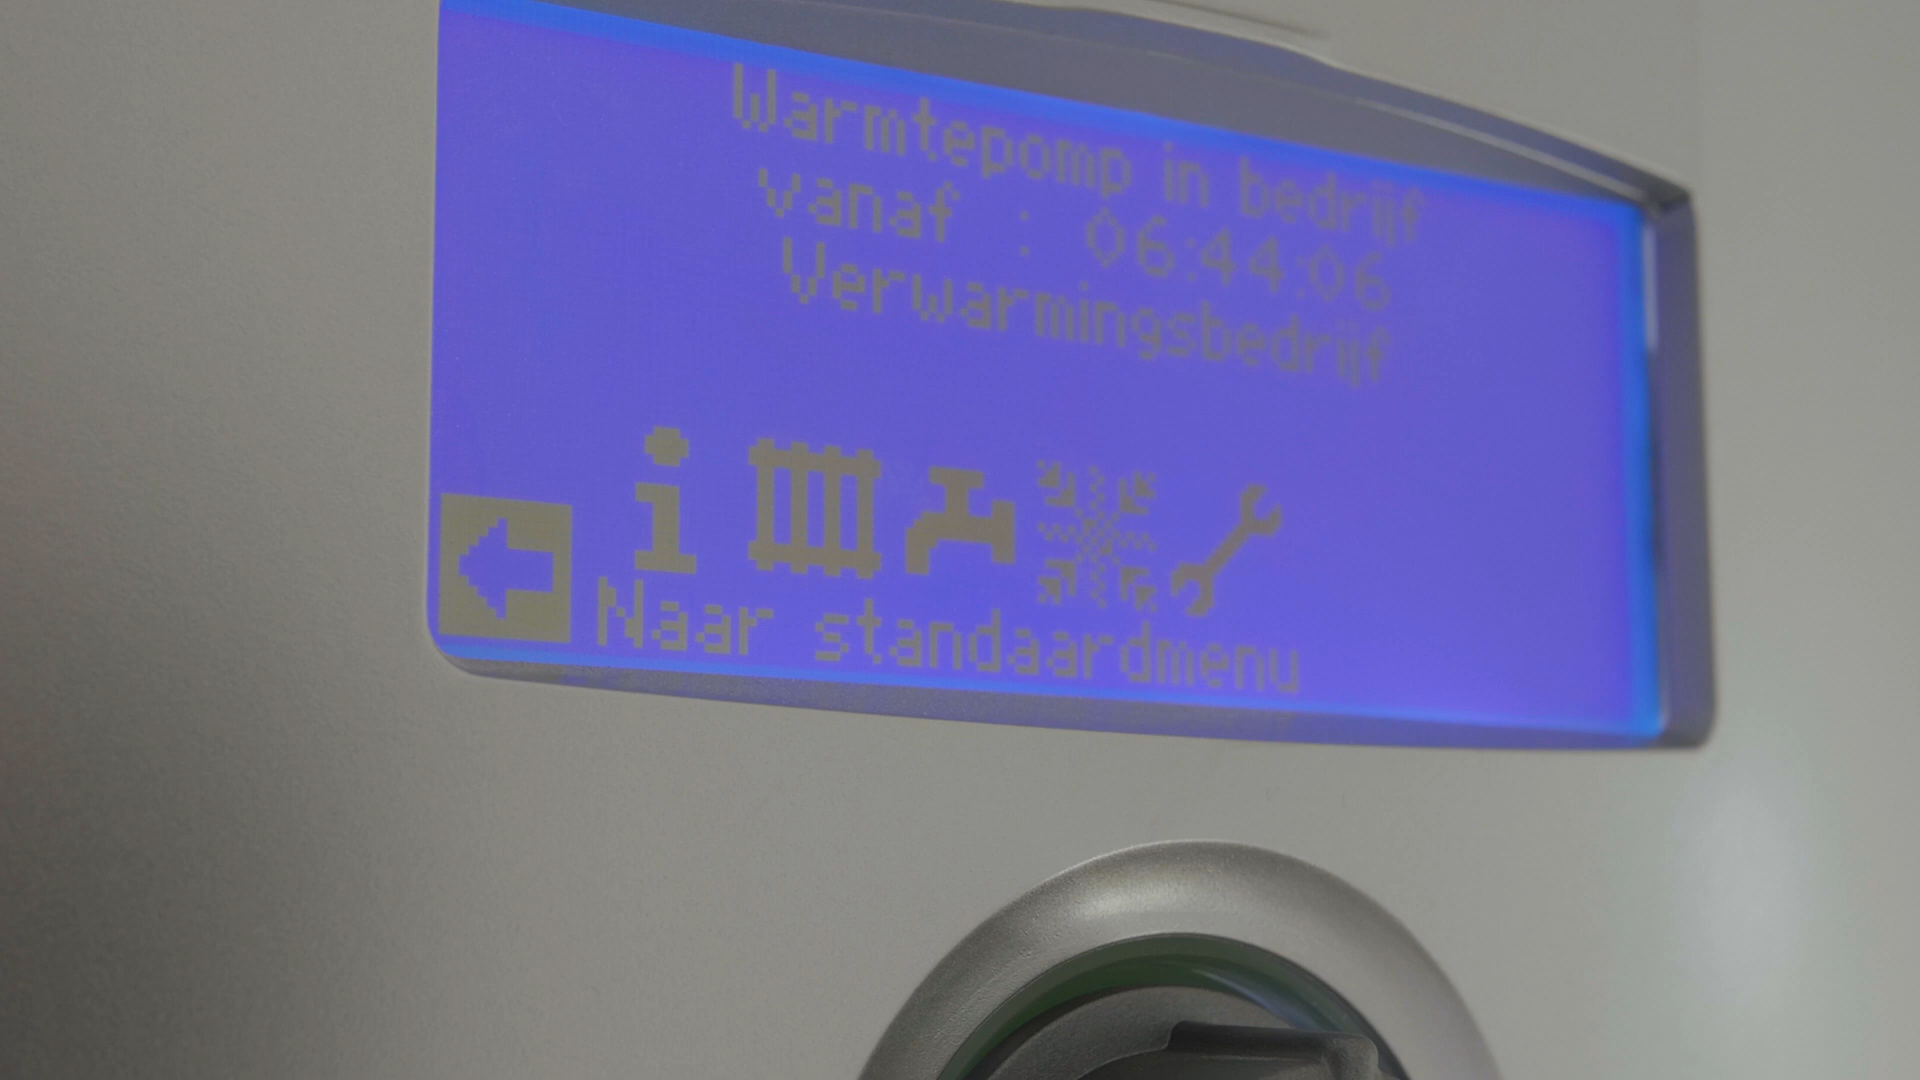 Warmtepomp in bedrijf
vanaf : 06:44:06
Verwarmingsbedrijf
Naar standaardmenu